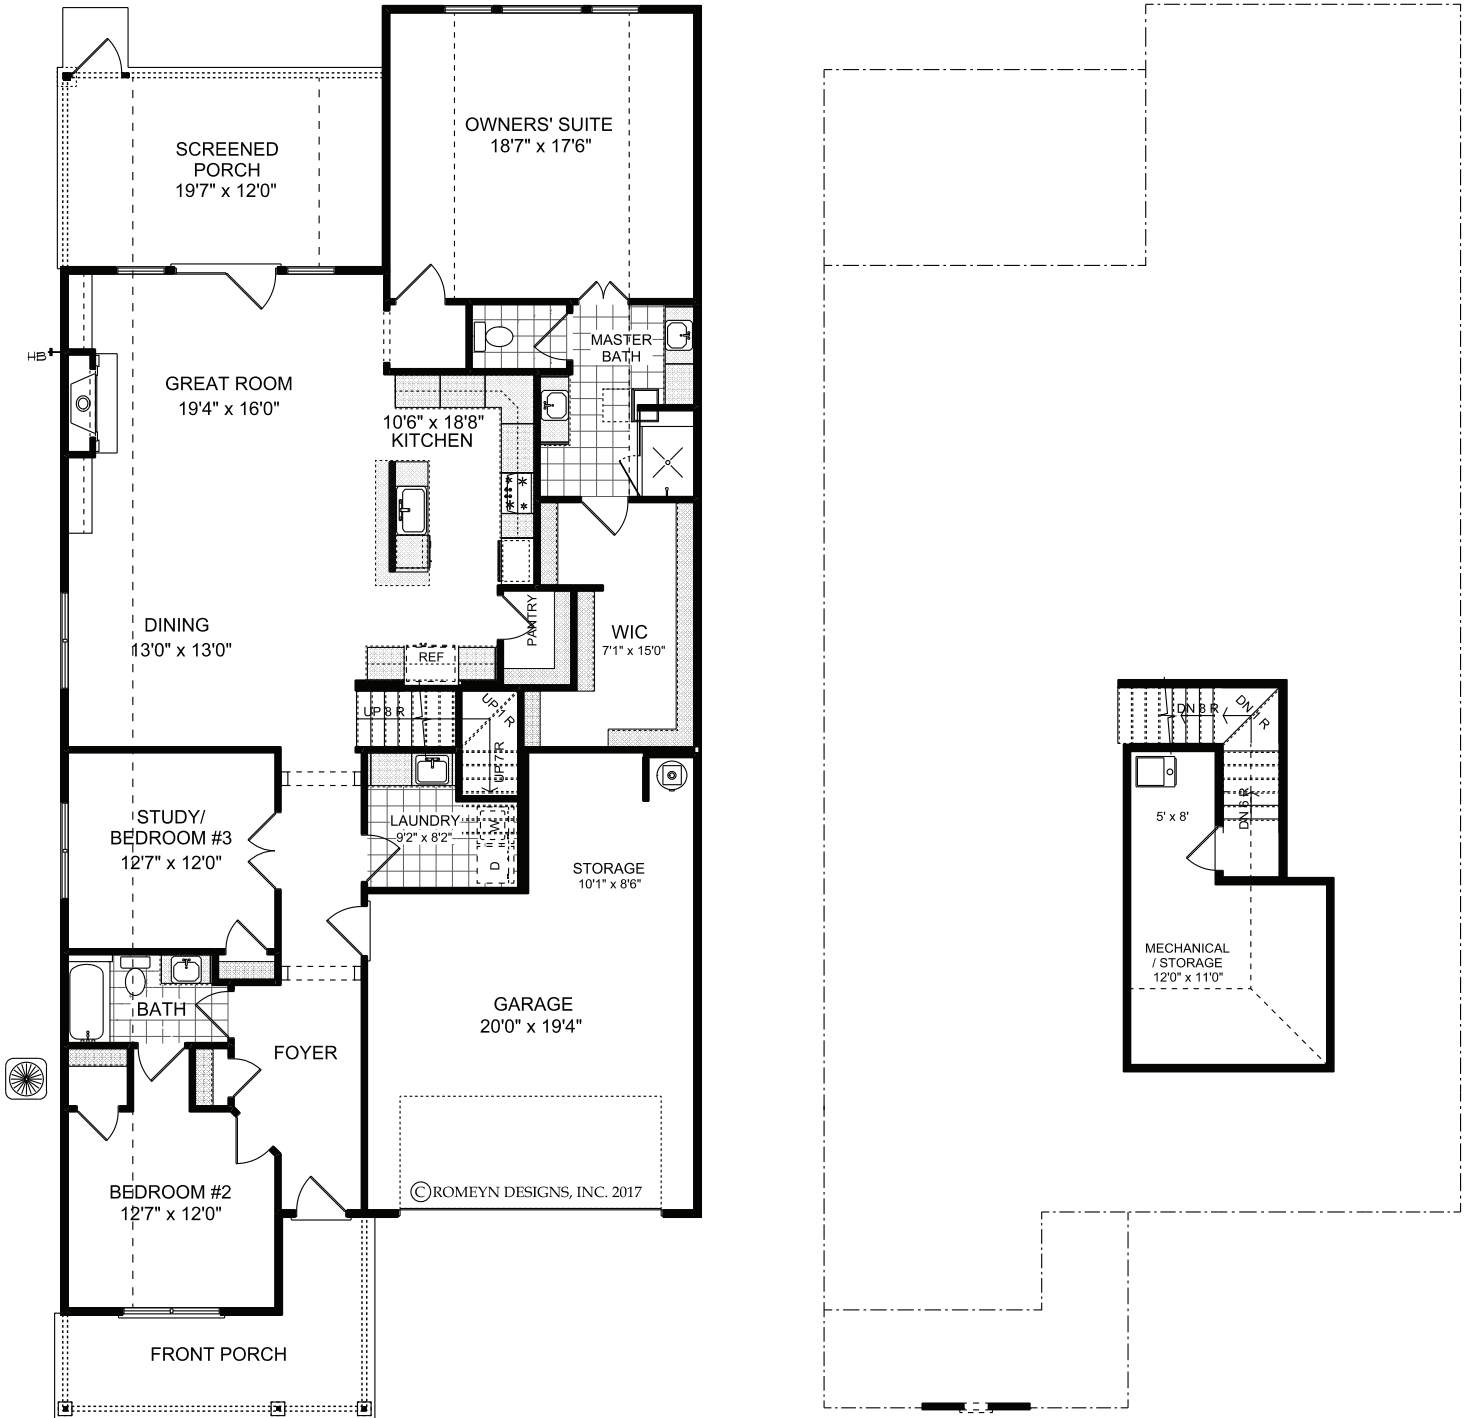 OWNERS' SUITE
18'7" x 17'6"
SCREENED
PORCH
19'7" x 12'0"
MASTER
BATH
HB
GREAT ROOM
19'4" x 16'0"
10'6" x 18'8"
KITCHEN
PANTRY
DINING
13'0" x 13'0"
WIC
7'1" x 15'0"
REF
UP 8 R
UP 1 R
UP 7 R
STUDY/
BEDROOM #3
12'7" x 12'0"
LAUNDRY
9'2" x 8'2"
W
D
STORAGE
10'1" x 8'6"
BATH
FOYER
GARAGE
20'0" x 19'4"
BEDROOM #2
12'7" x 12'0"
© ROMEYN DESIGNS, INC. 2017
FRONT PORCH
DN 8 R
DN 1 R
DN 6 R
5' x 8'
MECHANICAL
/ STORAGE
12'0" x 11'0"